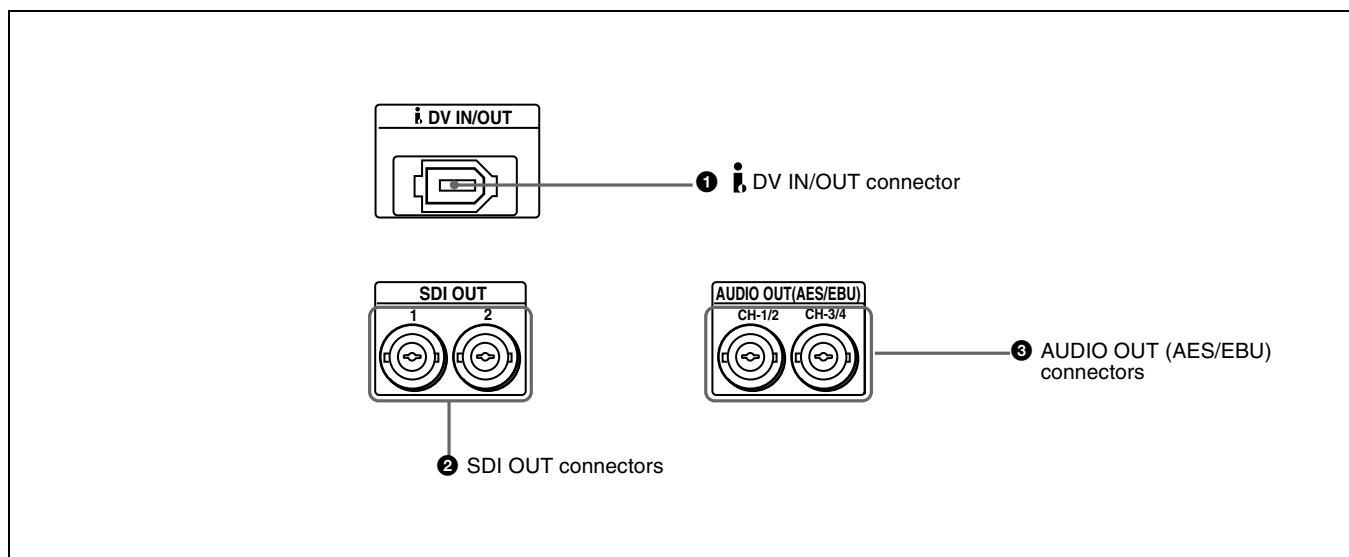 i DV IN/OUT
❶ i DV IN/OUT connector
SDI OUT
1 2
❷ SDI OUT connectors
AUDIO OUT(AES/EBU)
CH-1/2 CH-3/4
❸ AUDIO OUT (AES/EBU)
connectors